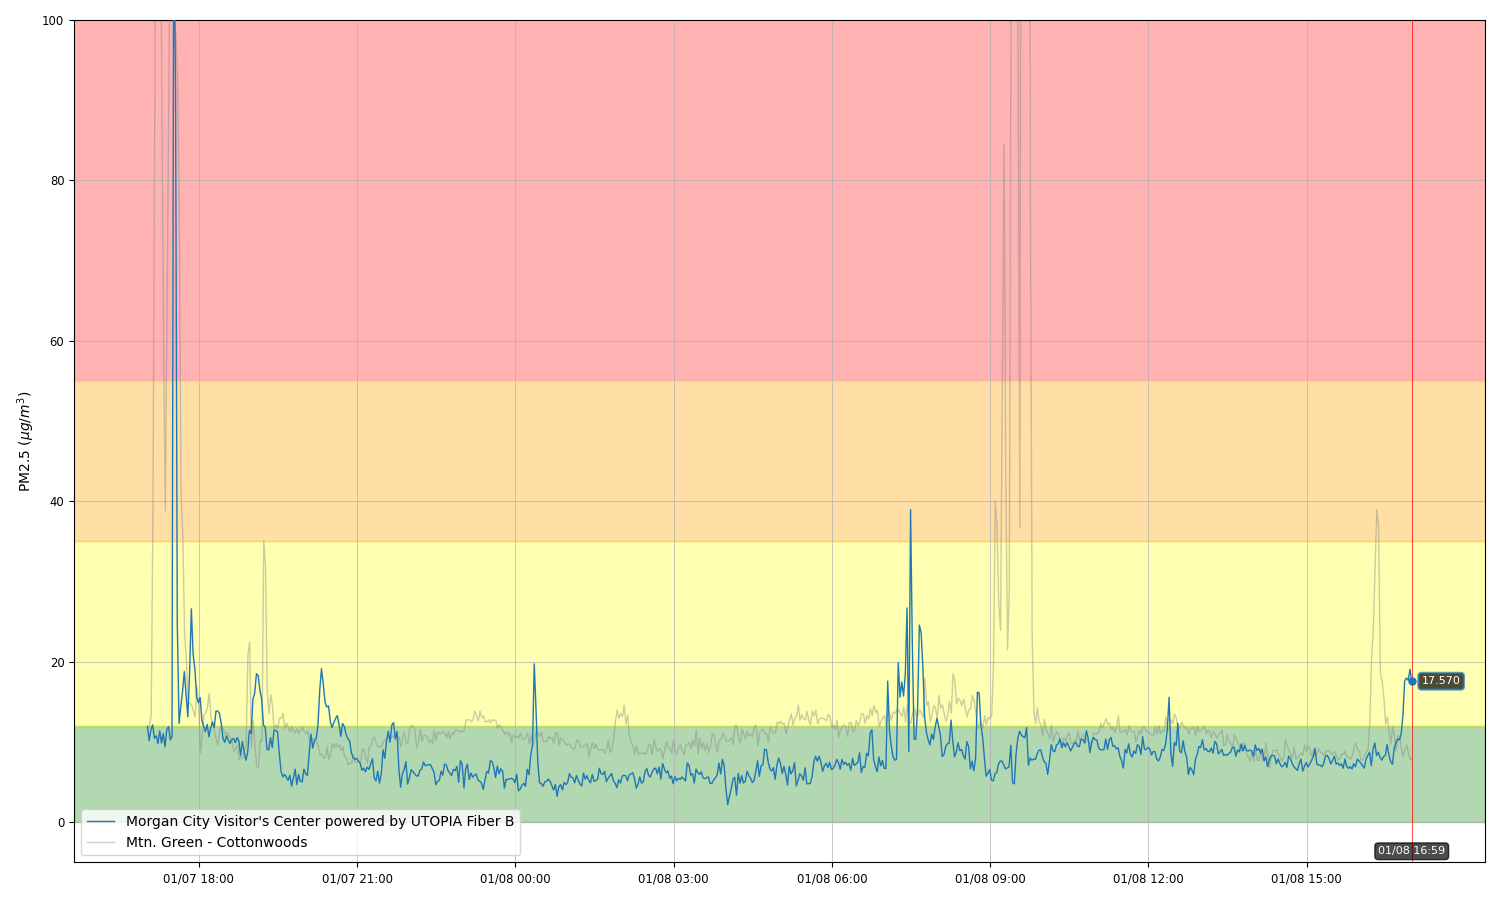 100
80
60
40
20
0
PM2.5 (μg/m³)
17.570
Morgan City Visitor's Center powered by UTOPIA Fiber B
Mtn. Green - Cottonwoods
01/08 16:59
01/07 18:00 01/07 21:00 01/08 00:00 01/08 03:00 01/08 06:00 01/08 09:00 01/08 12:00 01/08 15:00